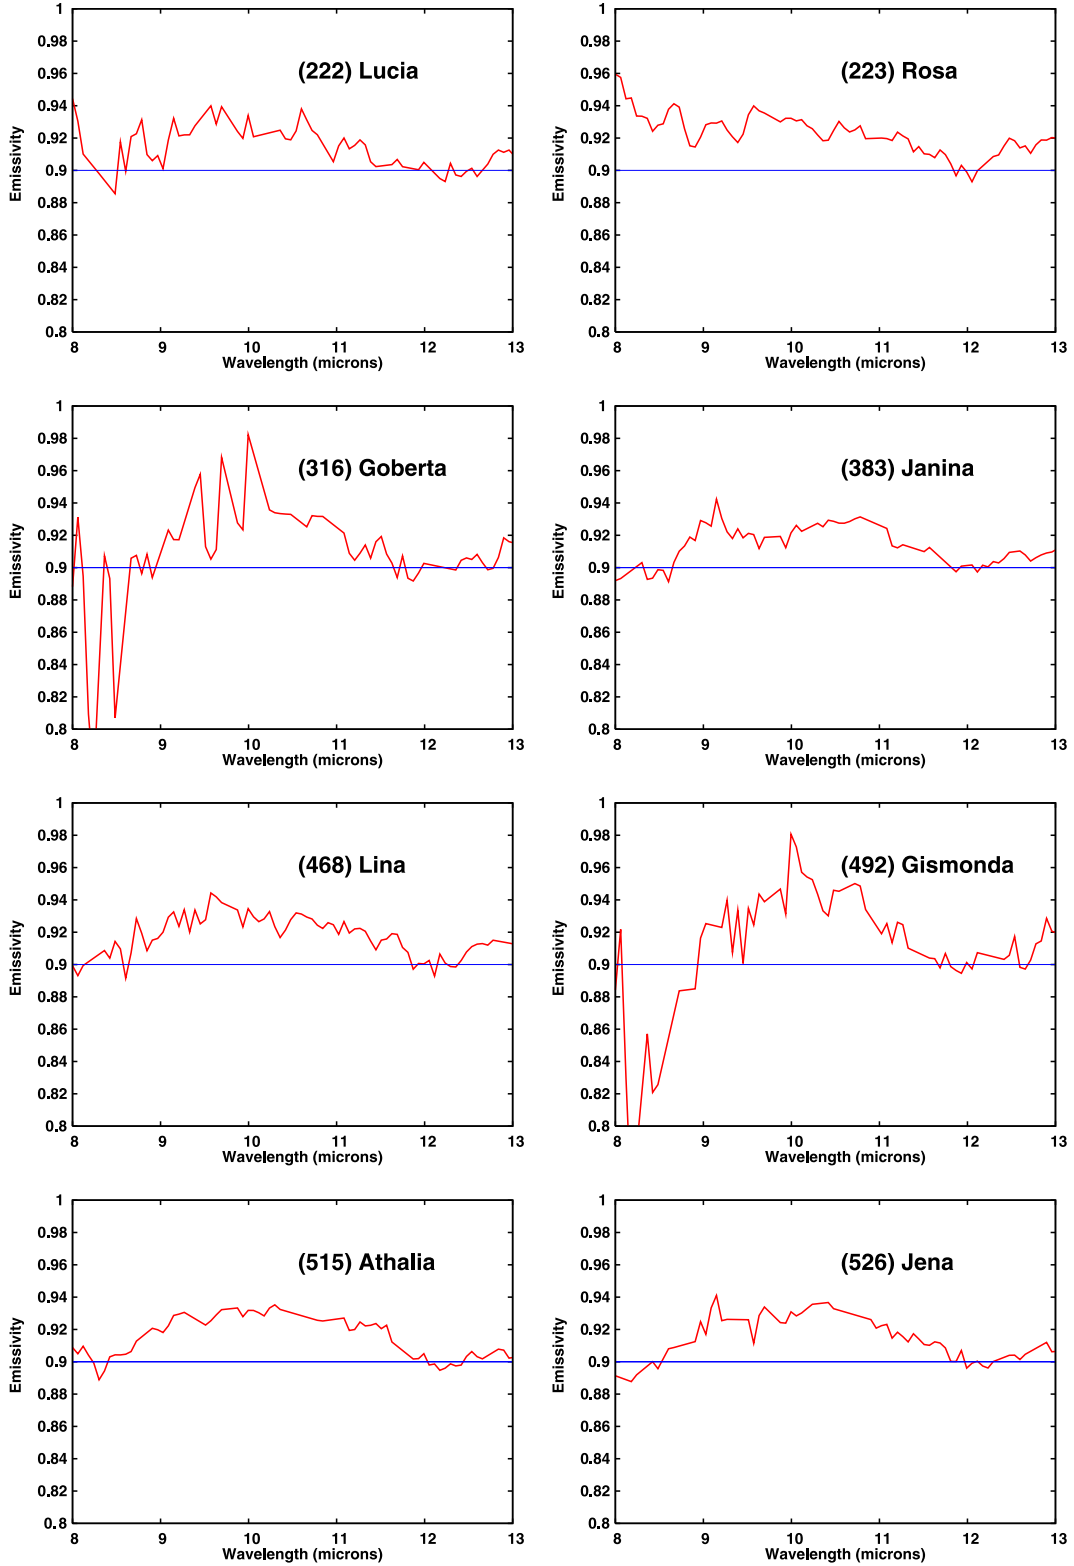 1
0.98
0.96
0.94
0.92
0.9
0.88
0.86
0.84
0.82
0.8
Emissivity
(222) Lucia
8 9 10 11 12 13
Wavelength (microns)
1
0.98
0.96
0.94
0.92
0.9
0.88
0.86
0.84
0.82
0.8
Emissivity
(223) Rosa
8 9 10 11 12 13
Wavelength (microns)
1
0.98
0.96
0.94
0.92
0.9
0.88
0.86
0.84
0.82
0.8
Emissivity
(316) Goberta
8 9 10 11 12 13
Wavelength (microns)
1
0.98
0.96
0.94
0.92
0.9
0.88
0.86
0.84
0.82
0.8
Emissivity
(383) Janina
8 9 10 11 12 13
Wavelength (microns)
1
0.98
0.96
0.94
0.92
0.9
0.88
0.86
0.84
0.82
0.8
Emissivity
(468) Lina
8 9 10 11 12 13
Wavelength (microns)
1
0.98
0.96
0.94
0.92
0.9
0.88
0.86
0.84
0.82
0.8
Emissivity
(492) Gismonda
8 9 10 11 12 13
Wavelength (microns)
1
0.98
0.96
0.94
0.92
0.9
0.88
0.86
0.84
0.82
0.8
Emissivity
(515) Athalia
8 9 10 11 12 13
Wavelength (microns)
1
0.98
0.96
0.94
0.92
0.9
0.88
0.86
0.84
0.82
0.8
Emissivity
(526) Jena
8 9 10 11 12 13
Wavelength (microns)